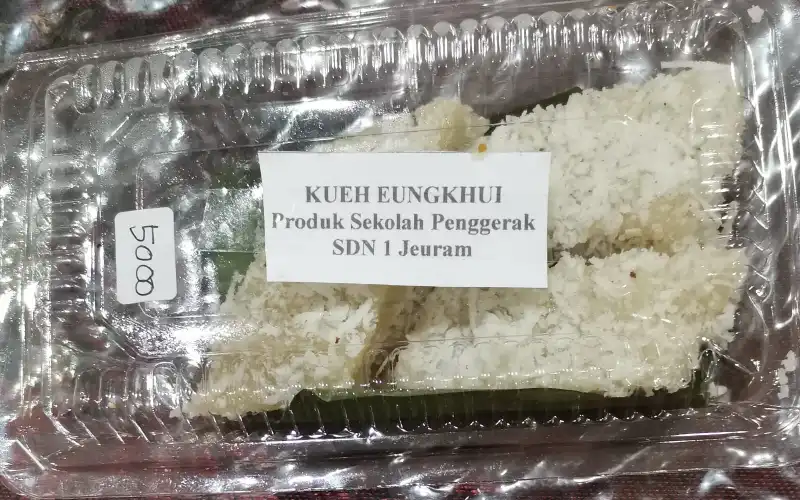 KUEH EUNGKHUI
Produk Sekolah Penggerak
SDN 1 Jeuram
5000